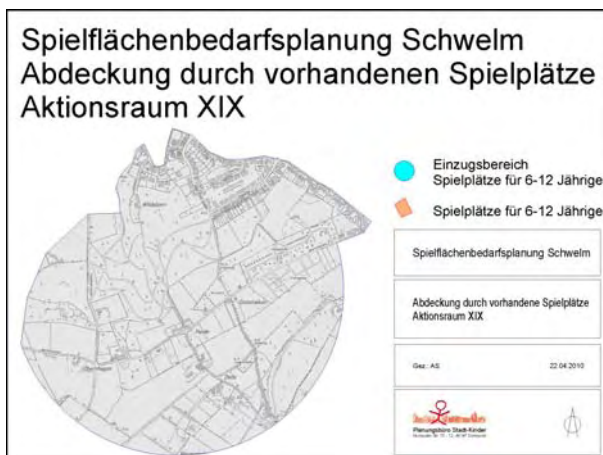 Spielflächenbedarfsplanung Schwelm
Abdeckung durch vorhandenen Spielplätze
Aktionsraum XIX
Einzugsbereich
Spielplätze für 6-12 Jährige
Spielplätze für 6-12 Jährige
Spielflächenbedarfsplanung Schwelm
Abdeckung durch vorhandene Spielplätze
Aktionsraum XIX
Gez.: AS 22.04.2010
Planungsbüro Stadt-Kinder